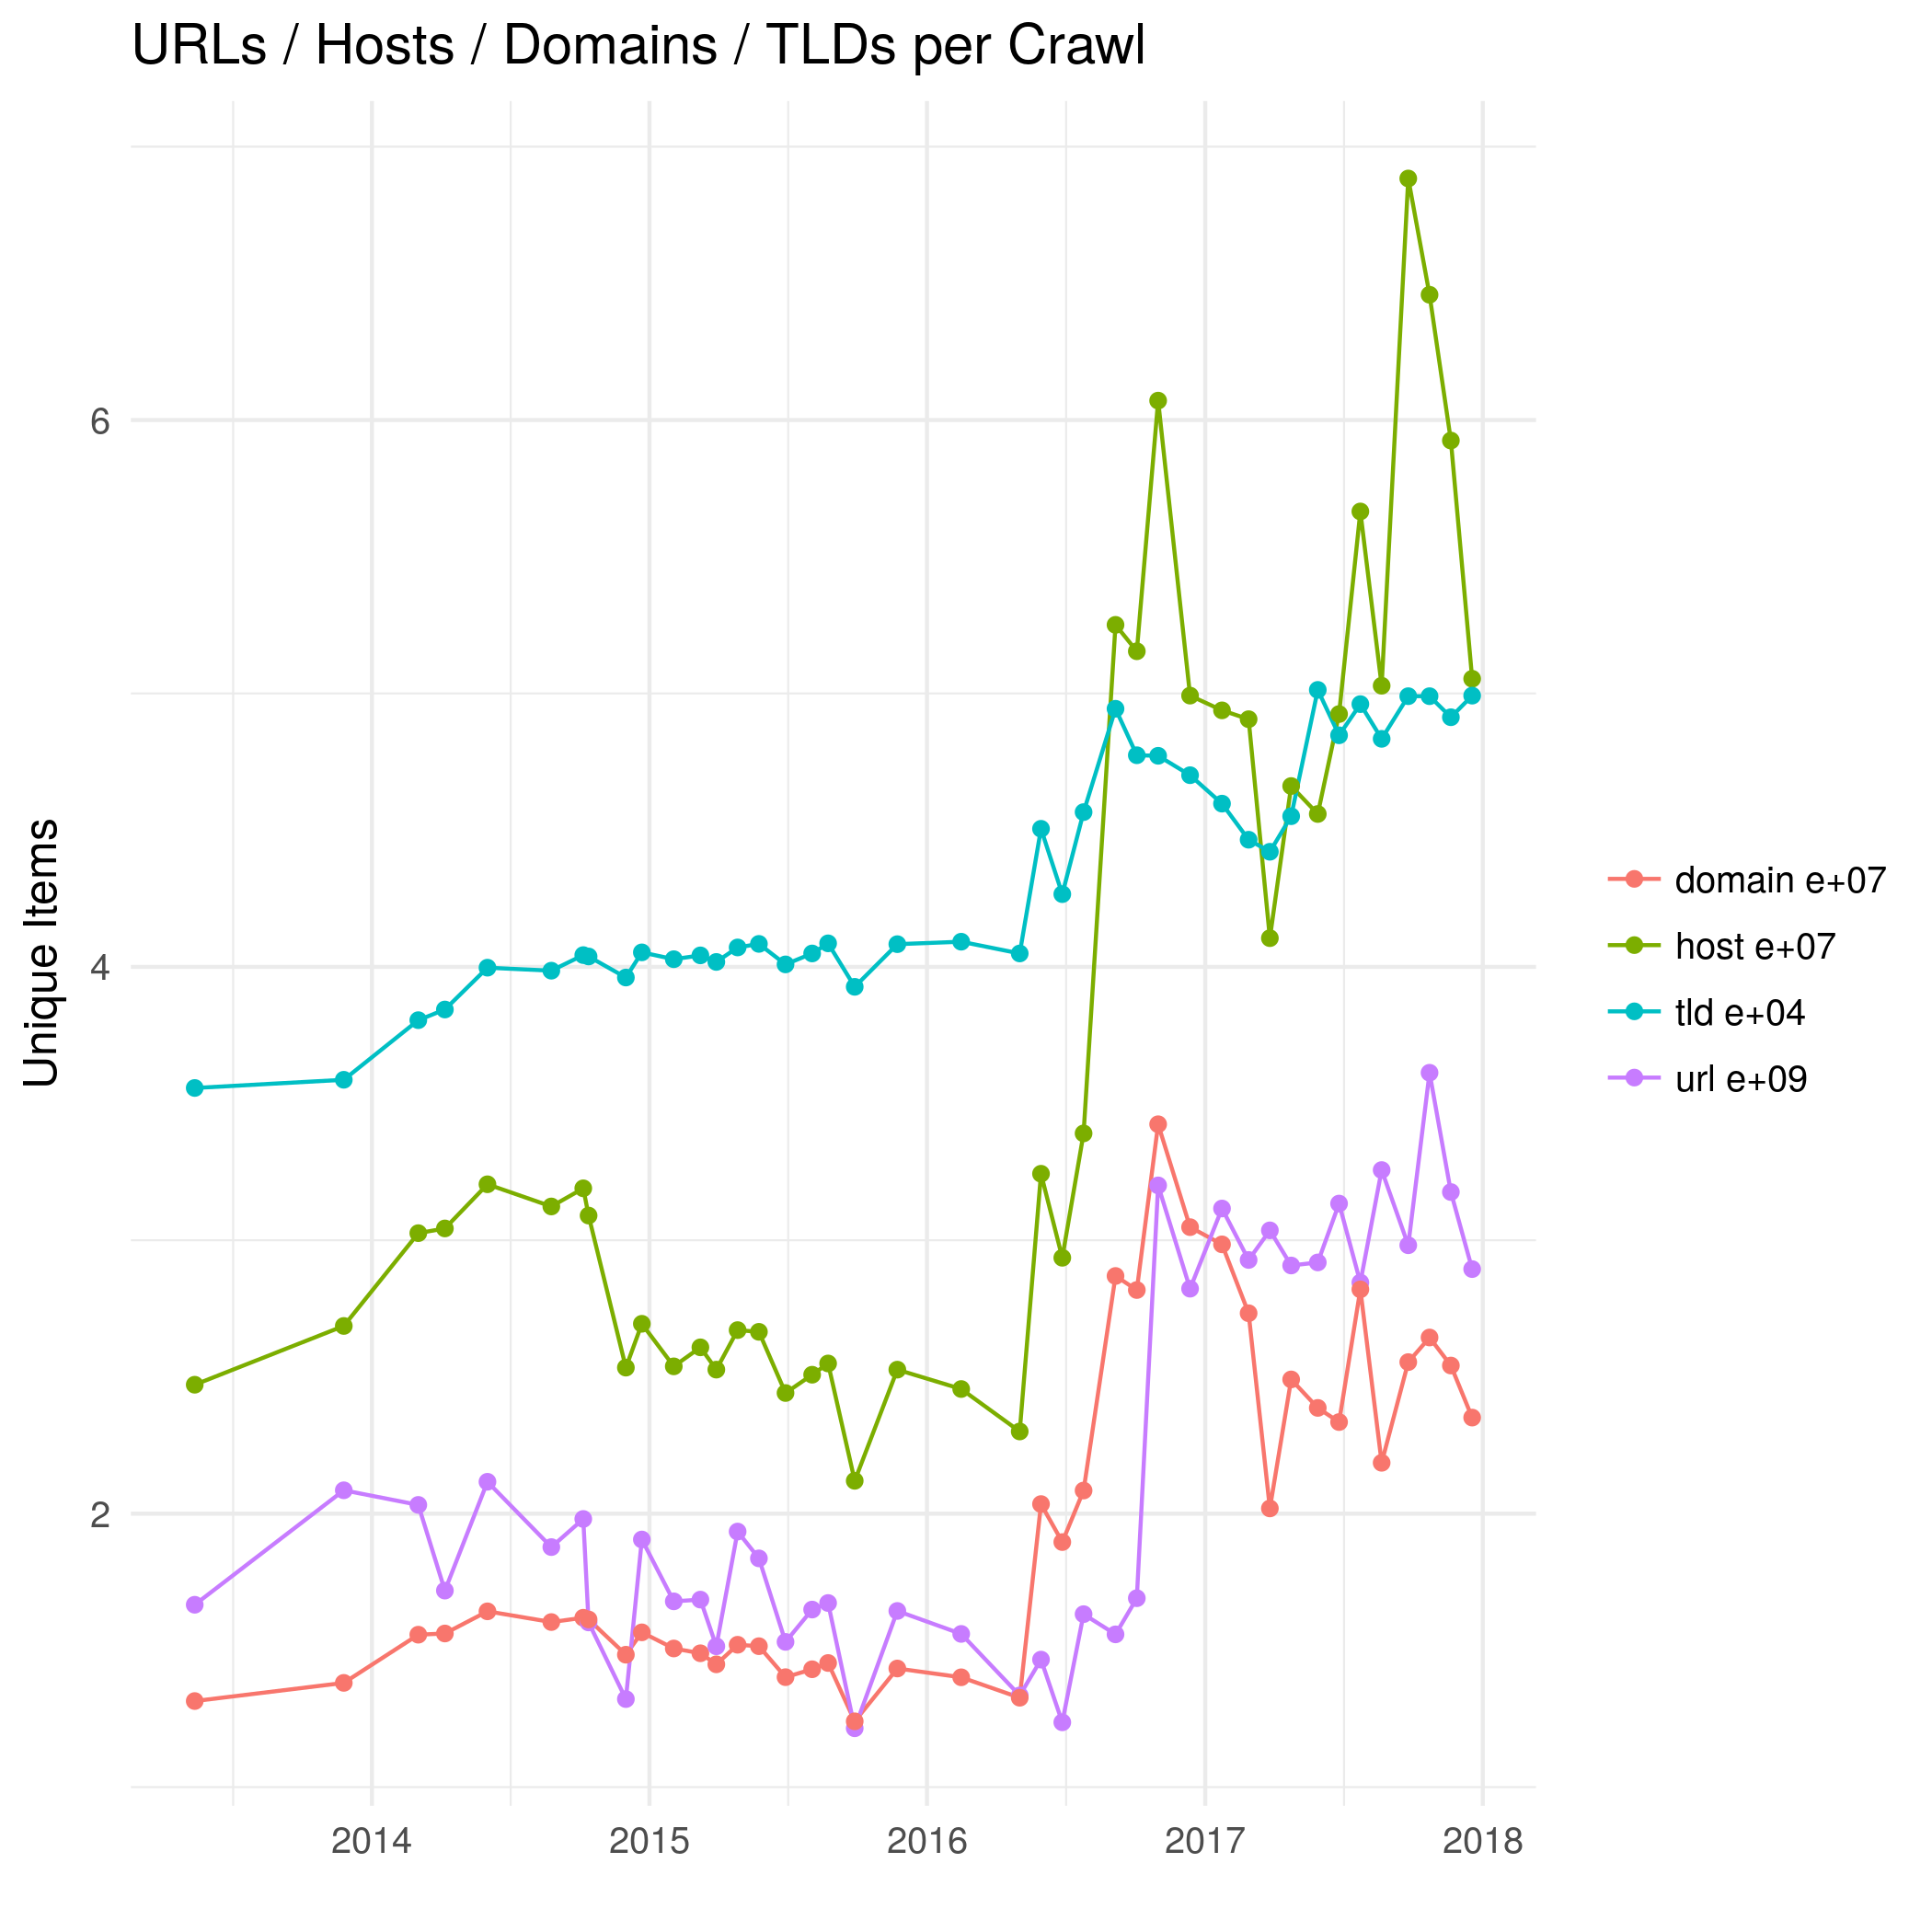 URLs / Hosts / Domains / TLDs per Crawl
Unique Items
6
4
2
2014 2015 2016 2017 2018
domain e+07
host e+07
tld e+04
url e+09